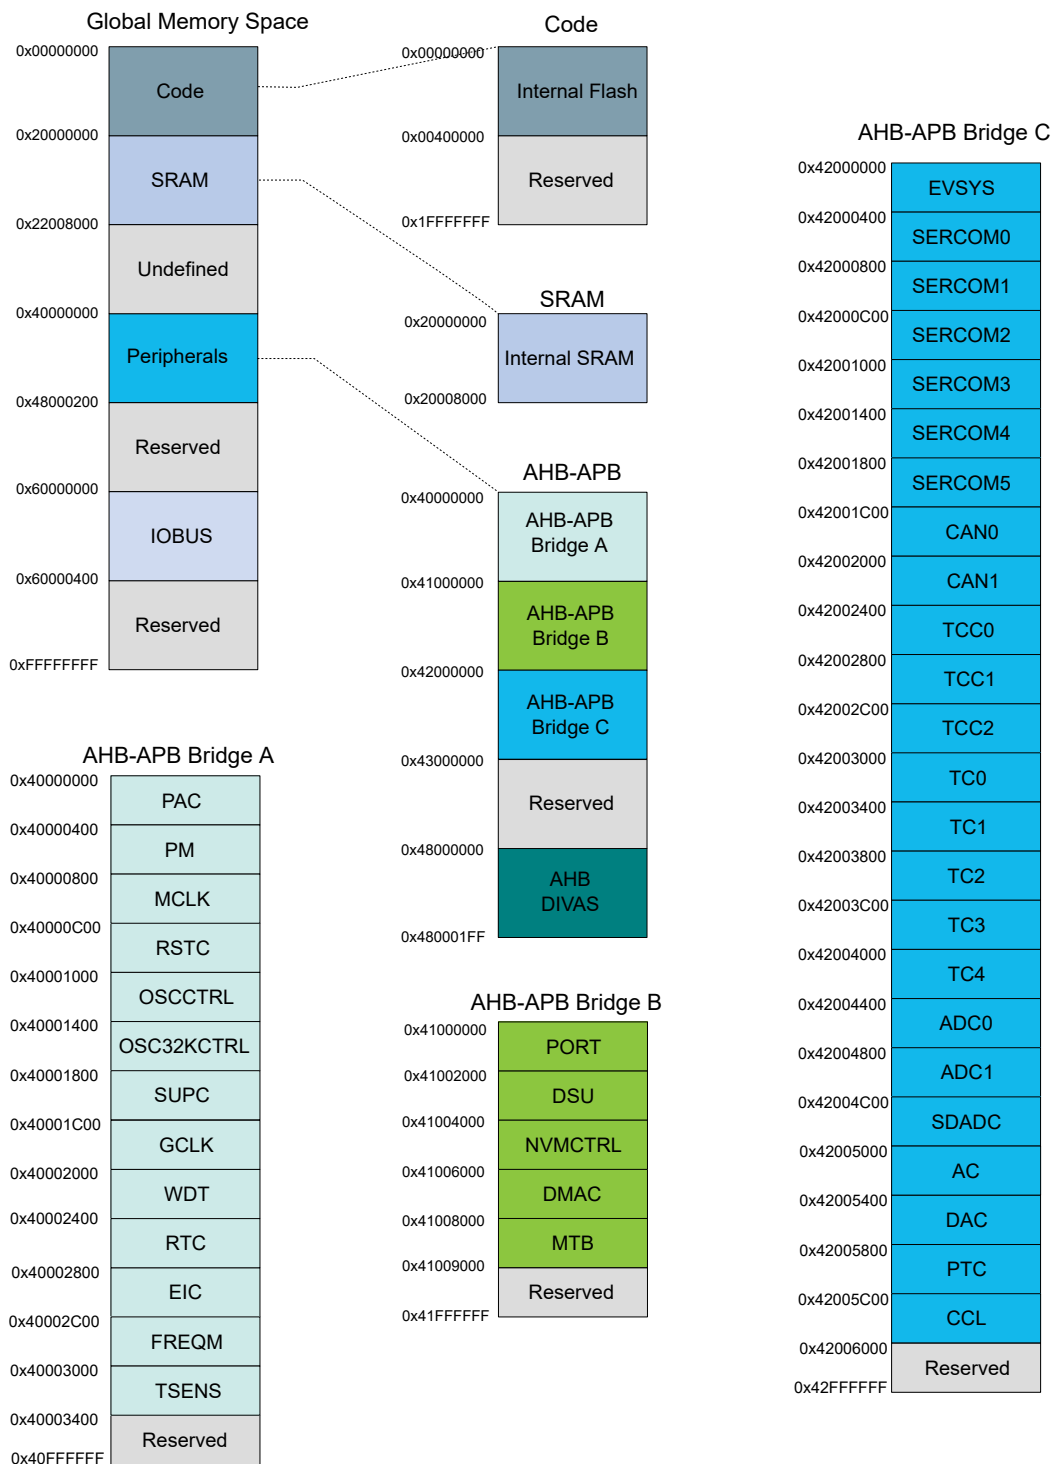 Global Memory Space
0x00000000
Code
0x20000000
SRAM
0x22008000
Undefined
0x40000000
Peripherals
0x48000200
Reserved
0x60000000
IOBUS
0x60000400
Reserved
0xFFFFFFFF
Code
0x00000000
Internal Flash
0x00400000
Reserved
0x1FFFFFFF
SRAM
0x20000000
Internal SRAM
0x20008000
AHB-APB
0x40000000
AHB-APB
Bridge A
0x41000000
AHB-APB
Bridge B
0x42000000
AHB-APB
Bridge C
0x43000000
Reserved
0x48000000
AHB
DIVAS
0x480001FF
AHB-APB Bridge A
0x40000000
PAC
0x40000400
PM
0x40000800
MCLK
0x40000C00
RSTC
0x40001000
OSCCTRL
0x40001400
OSC32KCTRL
0x40001800
SUPC
0x40001C00
GCLK
0x40002000
WDT
0x40002400
RTC
0x40002800
EIC
0x40002C00
FREQM
0x40003000
TSENS
0x40003400
Reserved
0x40FFFFFF
AHB-APB Bridge B
0x41000000
PORT
0x41002000
DSU
0x41004000
NVMCTRL
0x41006000
DMAC
0x41008000
MTB
0x41009000
Reserved
0x41FFFFFF
AHB-APB Bridge C
0x42000000
EVSYS
0x42000400
SERCOM0
0x42000800
SERCOM1
0x42000C00
SERCOM2
0x42001000
SERCOM3
0x42001400
SERCOM4
0x42001800
SERCOM5
0x42001C00
CAN0
0x42002000
CAN1
0x42002400
TCC0
0x42002800
TCC1
0x42002C00
TCC2
0x42003000
TC0
0x42003400
TC1
0x42003800
TC2
0x42003C00
TC3
0x42004000
TC4
0x42004400
ADC0
0x42004800
ADC1
0x42004C00
SDADC
0x42005000
AC
0x42005400
DAC
0x42005800
PTC
0x42005C00
CCL
0x42006000
Reserved
0x42FFFFFF